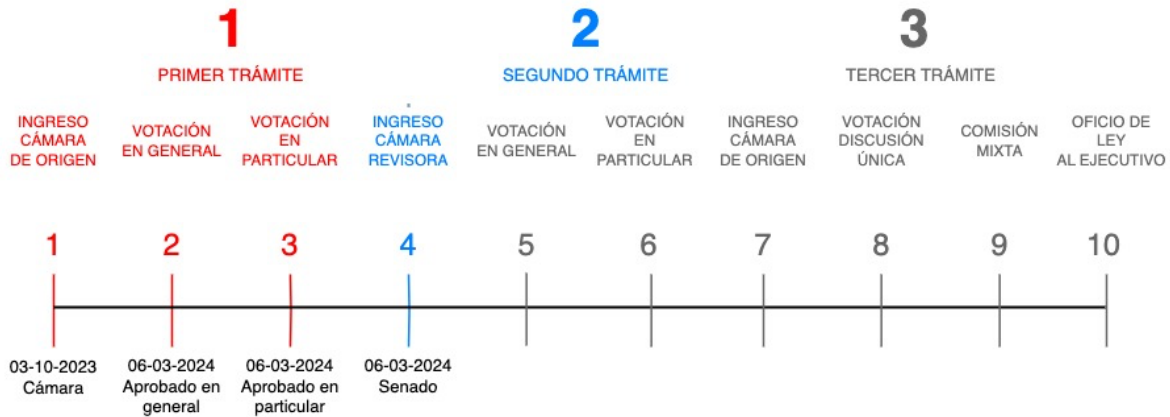 1
2
3
PRIMER TRÁMITE
SEGUNDO TRÁMITE
TERCER TRÁMITE
INGRESO
CÁMARA
DE ORIGEN
VOTACIÓN
EN GENERAL
VOTACIÓN
EN
PARTICULAR
INGRESO
CÁMARA
REVISORA
VOTACIÓN
EN GENERAL
VOTACIÓN
EN
PARTICULAR
INGRESO
CÁMARA
DE ORIGEN
VOTACIÓN
DISCUSIÓN
ÚNICA
COMISIÓN
MIXTA
OFICIO DE
LEY
AL EJECUTIVO
1
2
3
4
5
6
7
8
9
10
03-10-2023
Cámara
06-03-2024
Aprobado en
general
06-03-2024
Aprobado en
particular
06-03-2024
Senado